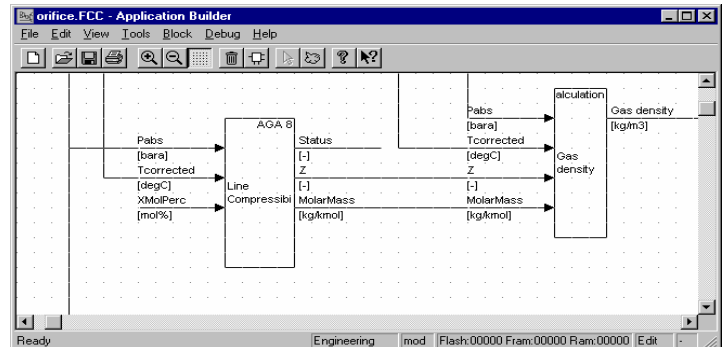 orifice.FCC - Application Builder
File Edit View Tools Block Debug Help
alculation
Pabs
Gas density
[bara]
[kg/m3]
AGA 8
Pabs
Status
Tcorrected
[bara]
[-]
[degC]
Gas
Tcorrected
Z
Z
density
[degC]
Line
[-]
[-]
XMolPerc
Compressibi
MolarMass
MolarMass
[mol%]
[kg/kmol]
[kg/kmol]
Ready
Engineering
mod
Flash:00000 Fram:00000 Ram:00000
Edit
-